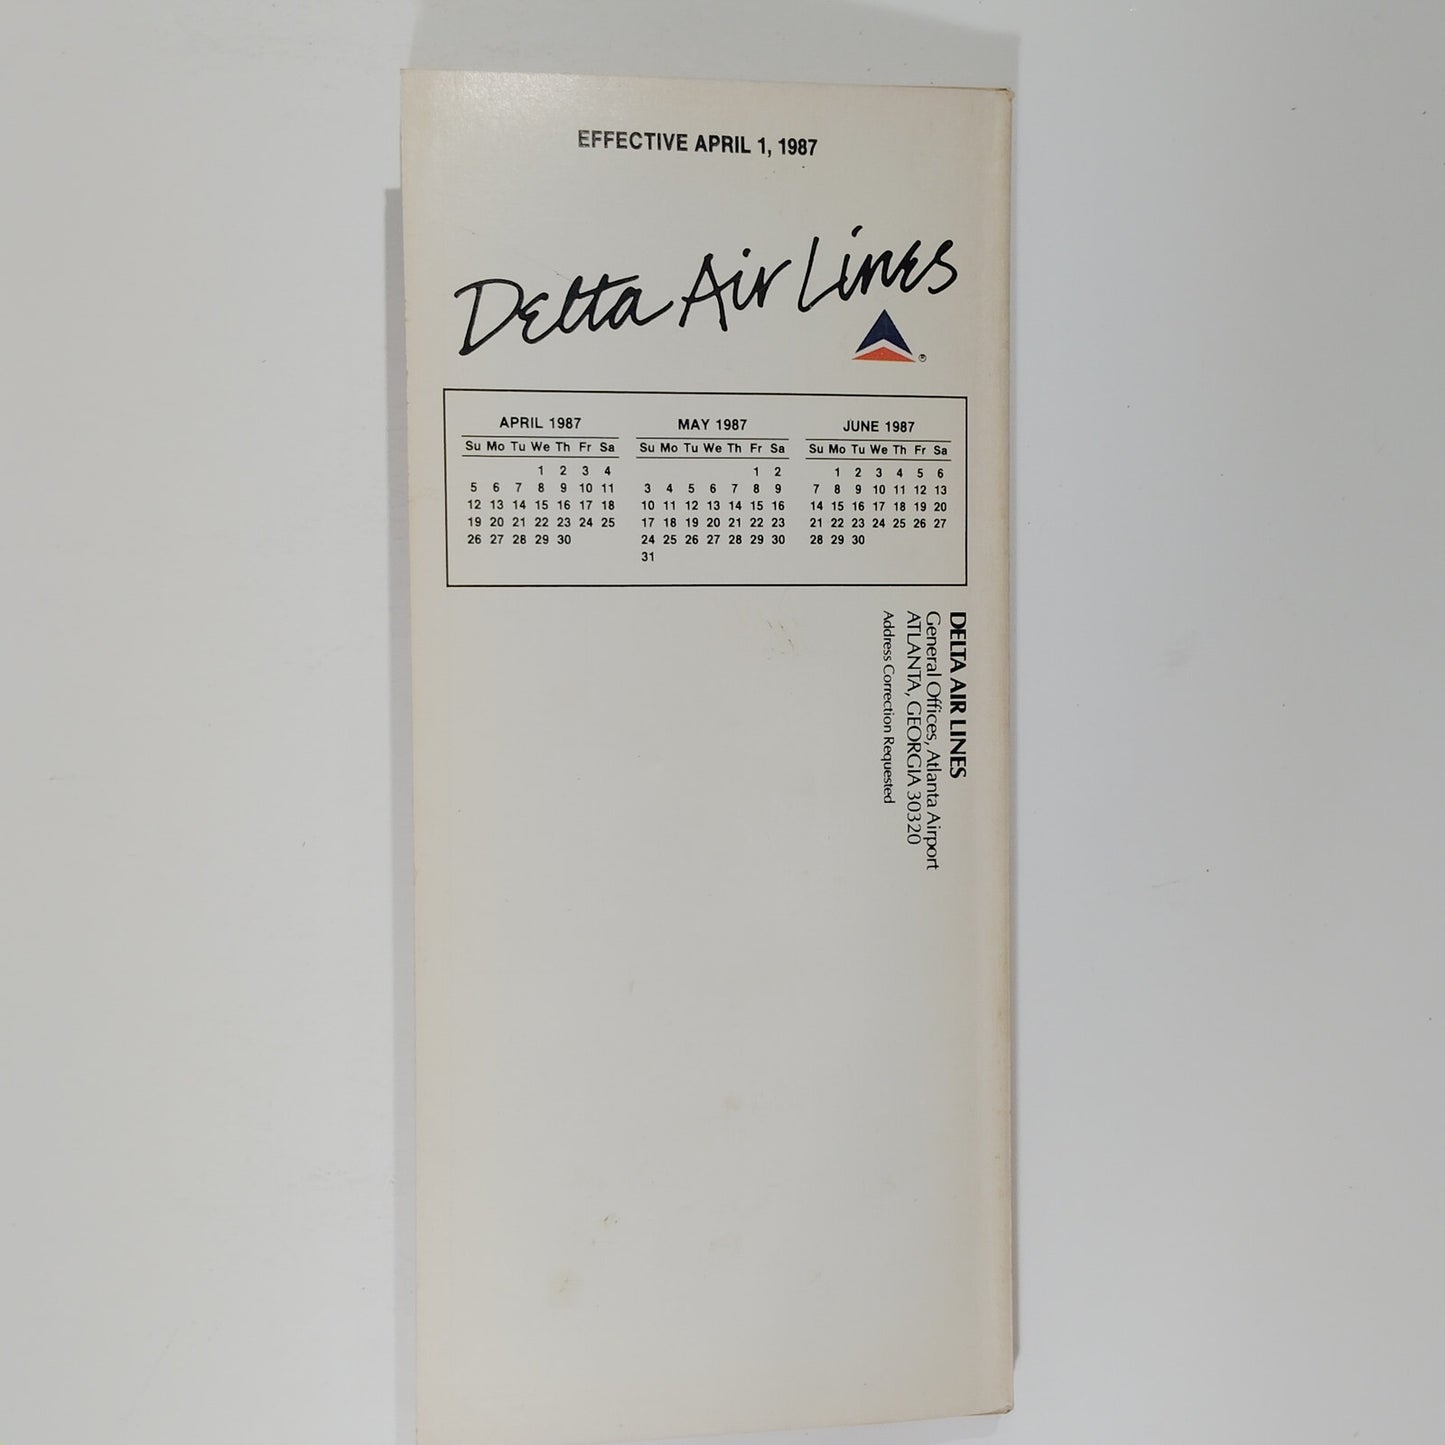 EFFECTIVE APRIL 1, 1987
Delta Air Lines
®
APRIL 1987
Su Mo Tu We Th Fr Sa
1 2 3 4
5 6 7 8 9 10 11
12 13 14 15 16 17 18
19 20 21 22 23 24 25
26 27 28 29 30
MAY 1987
Su Mo Tu We Th Fr Sa
1 2
3 4 5 6 7 8 9
10 11 12 13 14 15 16
17 18 19 20 21 22 23
24 25 26 27 28 29 30
31
JUNE 1987
Su Mo Tu We Th Fr Sa
1 2 3 4 5 6
7 8 9 10 11 12 13
14 15 16 17 18 19 20
21 22 23 24 25 26 27
28 29 30
DELTA AIR LINES
General Offices, Atlanta Airport
ATLANTA, GEORGIA 30320
Address Correction Requested